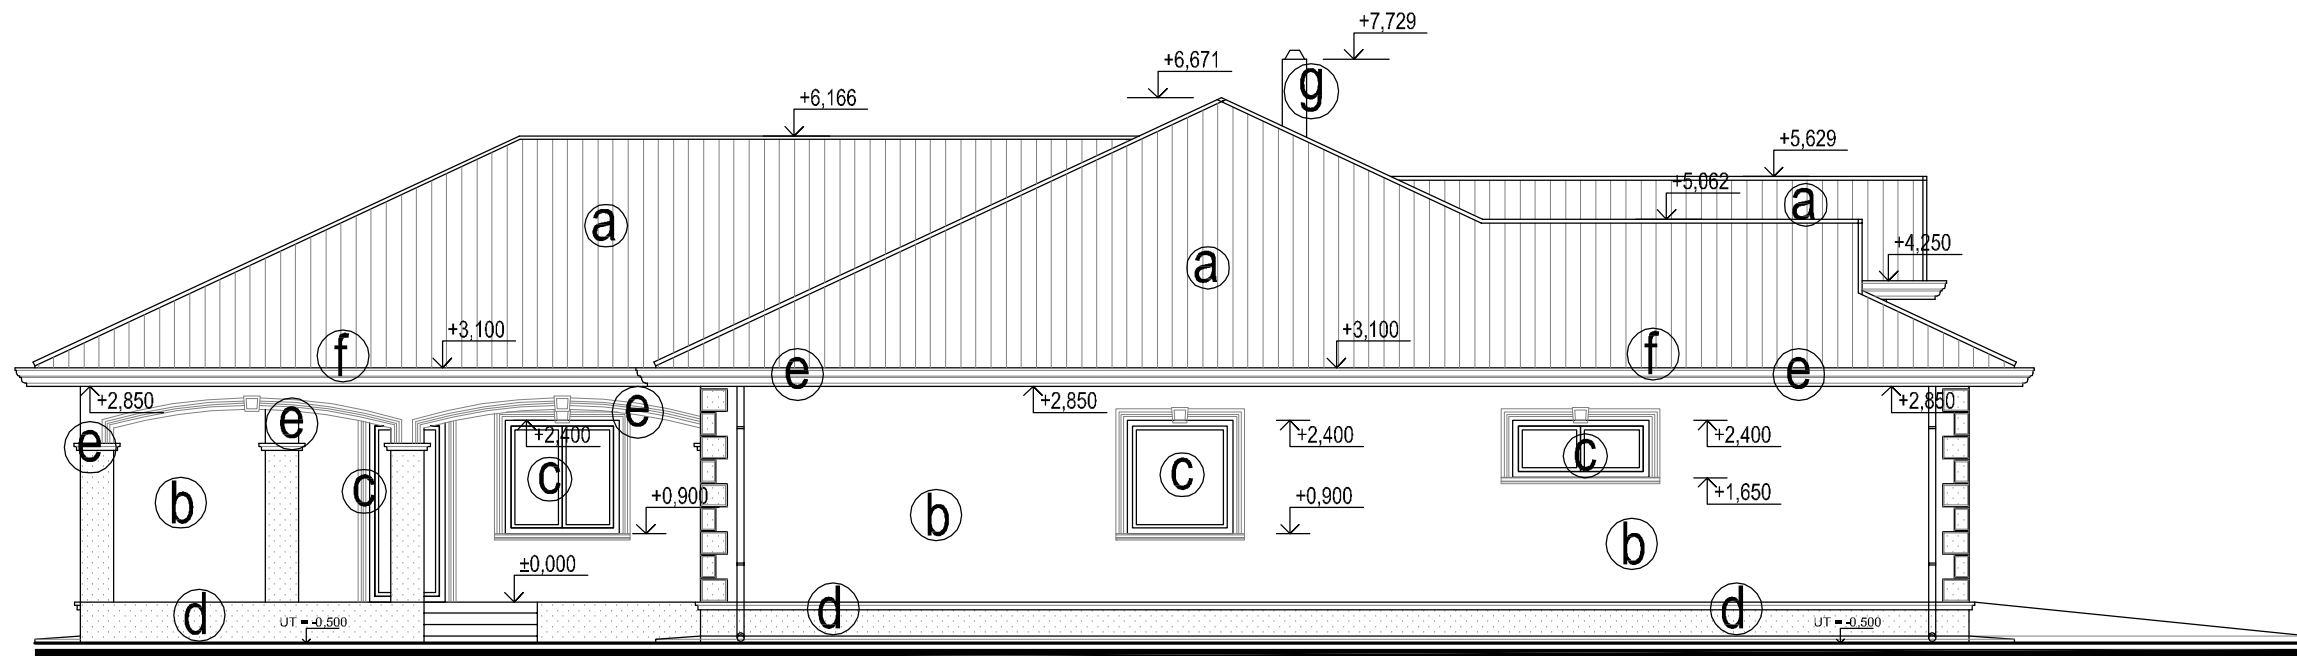 +7,729
+6,671
g
+6,166
+5,629
+5,062
a
a
+4,250
a
+3,100
+3,100
f
f
e
e
+2,850
+2,850
+2,850
e
e
e
+2,400
+2,400
+2,400
c
c
c
c
+0,900
+0,900
+1,650
b
b
b
±0,000
d
d
d
UT = -0,500
UT = -0,500